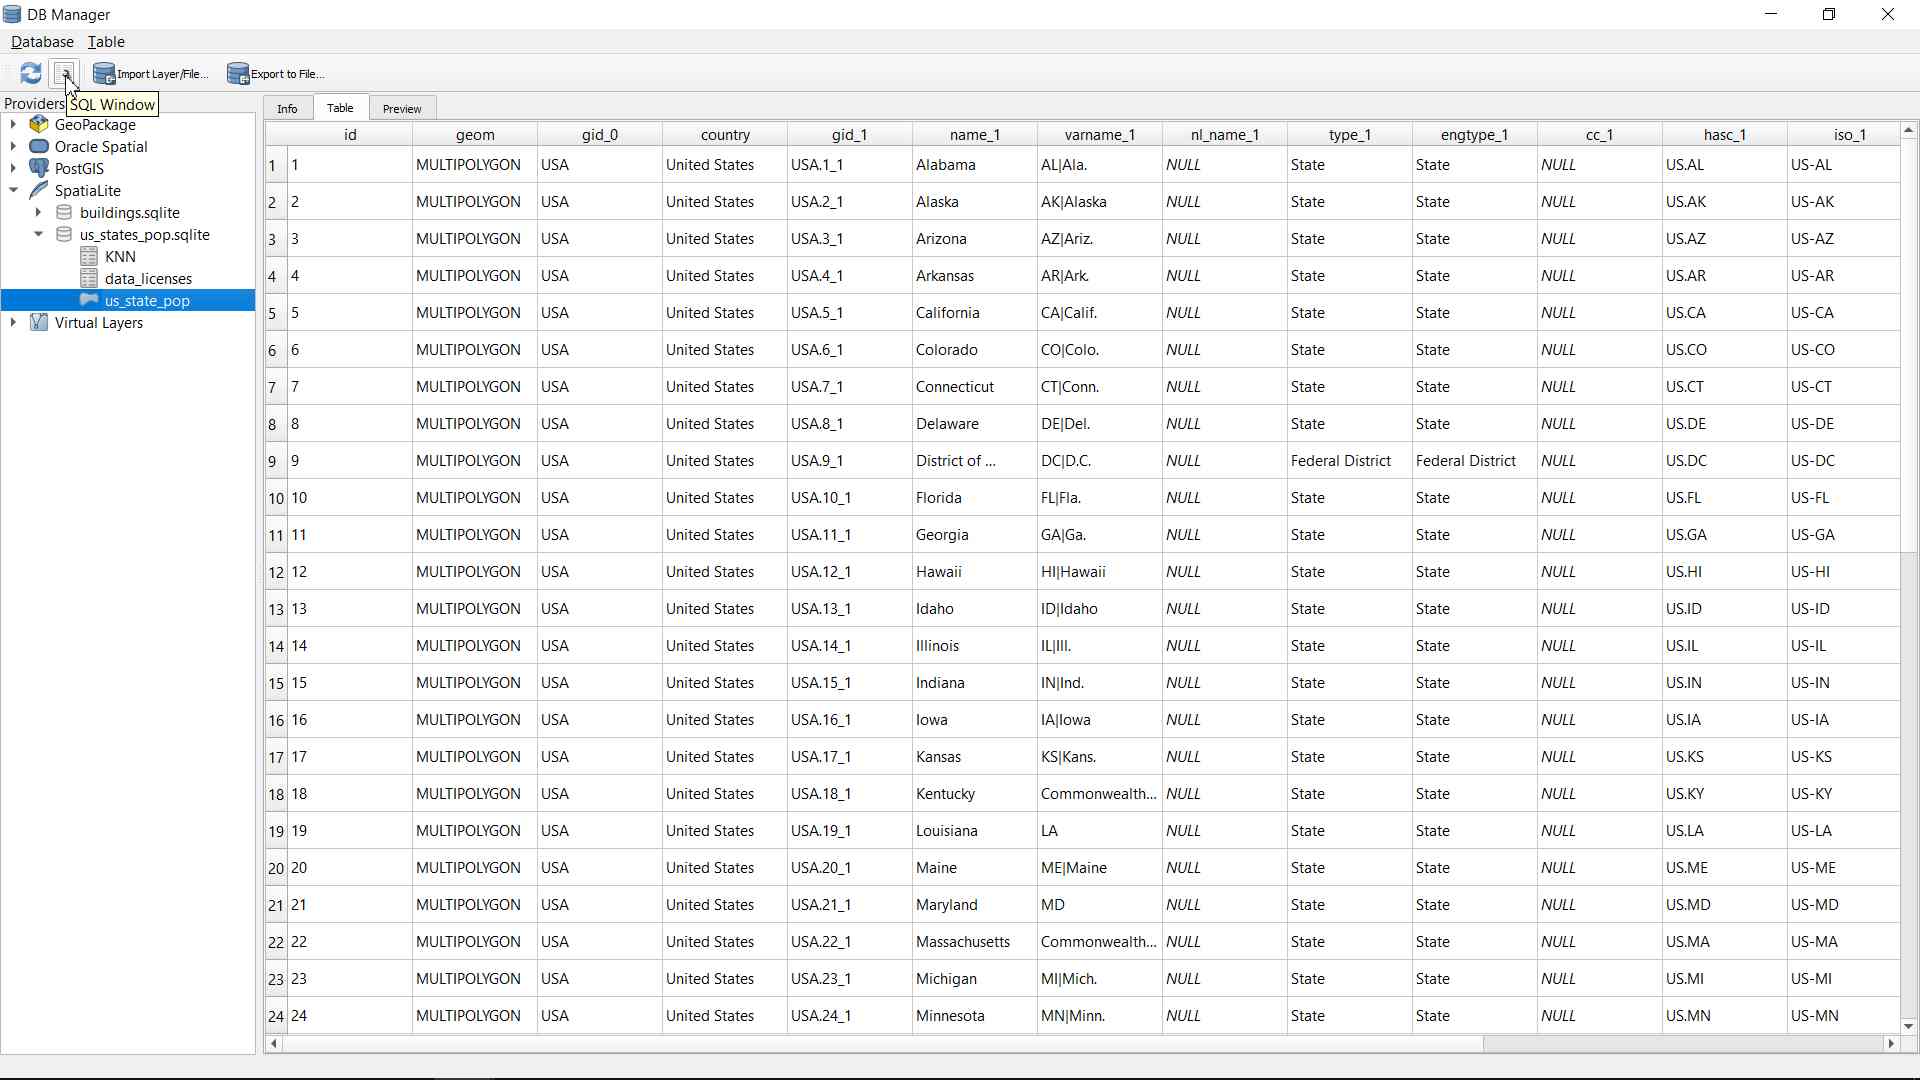 DB Manager
Database Table
Import Layer/File... Export to File...
Providers SQL Window
Info Table Preview
GeoPackage
Oracle Spatial
PostGIS
SpatiaLite
buildings.sqlite
us_states_pop.sqlite
KNN
data_licenses
us_state_pop
Virtual Layers
id geom gid_0 country gid_1 name_1 varname_1 nl_name_1 type_1 engtype_1 cc_1 hasc_1 iso_1
1 1 MULTIPOLYGON USA United States USA.1_1 Alabama AL|Ala. NULL State State NULL US.AL US-AL
2 2 MULTIPOLYGON USA United States USA.2_1 Alaska AK|Alaska NULL State State NULL US.AK US-AK
3 3 MULTIPOLYGON USA United States USA.3_1 Arizona AZ|Ariz. NULL State State NULL US.AZ US-AZ
4 4 MULTIPOLYGON USA United States USA.4_1 Arkansas AR|Ark. NULL State State NULL US.AR US-AR
5 5 MULTIPOLYGON USA United States USA.5_1 California CA|Calif. NULL State State NULL US.CA US-CA
6 6 MULTIPOLYGON USA United States USA.6_1 Colorado CO|Colo. NULL State State NULL US.CO US-CO
7 7 MULTIPOLYGON USA United States USA.7_1 Connecticut CT|Conn. NULL State State NULL US.CT US-CT
8 8 MULTIPOLYGON USA United States USA.8_1 Delaware DE|Del. NULL State State NULL US.DE US-DE
9 9 MULTIPOLYGON USA United States USA.9_1 District of ... DC|D.C. NULL Federal District Federal District NULL US.DC US-DC
10 10 MULTIPOLYGON USA United States USA.10_1 Florida FL|Fla. NULL State State NULL US.FL US-FL
11 11 MULTIPOLYGON USA United States USA.11_1 Georgia GA|Ga. NULL State State NULL US.GA US-GA
12 12 MULTIPOLYGON USA United States USA.12_1 Hawaii HI|Hawaii NULL State State NULL US.HI US-HI
13 13 MULTIPOLYGON USA United States USA.13_1 Idaho ID|Idaho NULL State State NULL US.ID US-ID
14 14 MULTIPOLYGON USA United States USA.14_1 Illinois IL|Ill. NULL State State NULL US.IL US-IL
15 15 MULTIPOLYGON USA United States USA.15_1 Indiana IN|Ind. NULL State State NULL US.IN US-IN
16 16 MULTIPOLYGON USA United States USA.16_1 Iowa IA|Iowa NULL State State NULL US.IA US-IA
17 17 MULTIPOLYGON USA United States USA.17_1 Kansas KS|Kans. NULL State State NULL US.KS US-KS
18 18 MULTIPOLYGON USA United States USA.18_1 Kentucky Commonwealth... NULL State State NULL US.KY US-KY
19 19 MULTIPOLYGON USA United States USA.19_1 Louisiana LA NULL State State NULL US.LA US-LA
20 20 MULTIPOLYGON USA United States USA.20_1 Maine ME|Maine NULL State State NULL US.ME US-ME
21 21 MULTIPOLYGON USA United States USA.21_1 Maryland MD NULL State State NULL US.MD US-MD
22 22 MULTIPOLYGON USA United States USA.22_1 Massachusetts Commonwealth... NULL State State NULL US.MA US-MA
23 23 MULTIPOLYGON USA United States USA.23_1 Michigan MI|Mich. NULL State State NULL US.MI US-MI
24 24 MULTIPOLYGON USA United States USA.24_1 Minnesota MN|Minn. NULL State State NULL US.MN US-MN